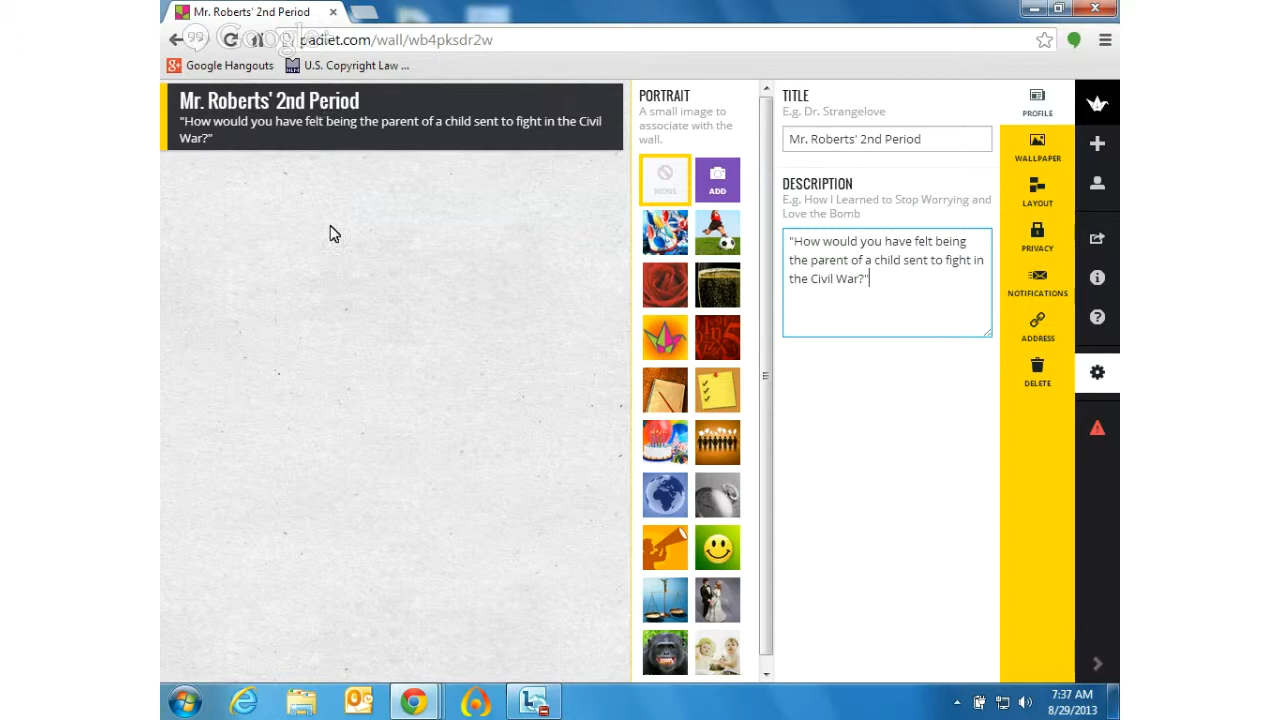 Mr. Roberts' 2nd Period
Google+
padlet.com/wall/wb4pksdr2w
Google Hangouts
U.S. Copyright Law ...
Mr. Roberts' 2nd Period
"How would you have felt being the parent of a child sent to fight in the Civil
War?"
PORTRAIT
A small image to
associate with the
wall.
NONE
ADD
TITLE
E.g. Dr. Strangelove
Mr. Roberts' 2nd Period
DESCRIPTION
E.g. How I Learned to Stop Worrying and
Love the Bomb
"How would you have felt being
the parent of a child sent to fight in
the Civil War?"
PROFILE
WALLPAPER
LAYOUT
PRIVACY
NOTIFICATIONS
ADDRESS
DELETE
7:37 AM
8/29/2013